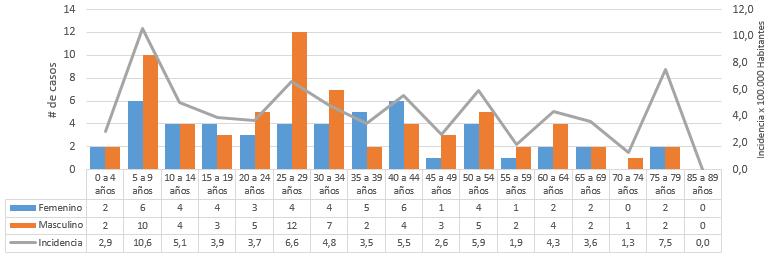 14
12
10
8
6
4
2
0
# de casos
12,0
10,0
8,0
6,0
4,0
2,0
0,0
Incidencia x 100.000 Habitantes
0 a 4 años
5 a 9 años
10 a 14 años
15 a 19 años
20 a 24 años
25 a 29 años
30 a 34 años
35 a 39 años
40 a 44 años
45 a 49 años
50 a 54 años
55 a 59 años
60 a 64 años
65 a 69 años
70 a 74 años
75 a 79 años
85 a 89 años
Femenino 2 6 4 4 3 4 4 5 6 1 4 1 2 2 0 2 0
Masculino 2 10 4 3 5 12 7 2 4 3 5 2 4 2 1 2 0
Incidencia 2,9 10,6 5,1 3,9 3,7 6,6 4,8 3,5 5,5 2,6 5,9 1,9 4,3 3,6 1,3 7,5 0,0